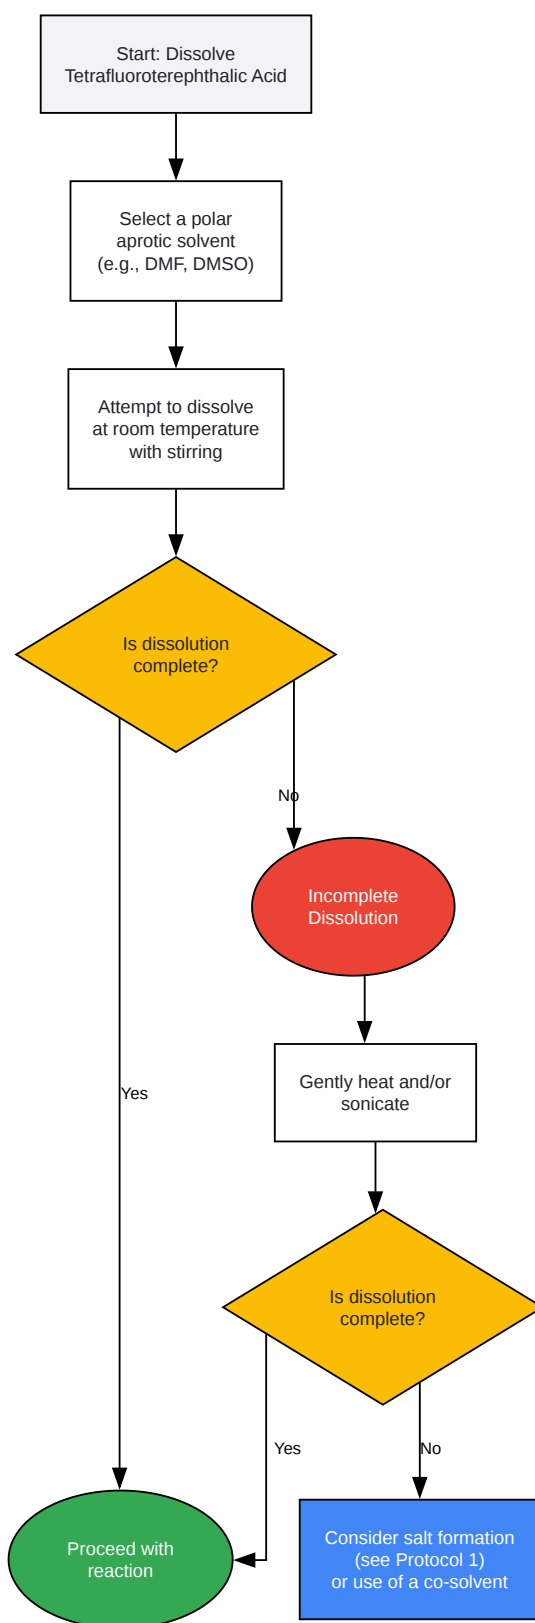 Start: Dissolve
Tetrafluoroterephthalic Acid
Select a polar
aprotic solvent
(e.g., DMF, DMSO)
Attempt to dissolve
at room temperature
with stirring
Is dissolution
complete?
No
Incomplete
Dissolution
Yes
Gently heat and/or
sonicate
Is dissolution
complete?
Yes
No
Proceed with
reaction
Consider salt formation
(see Protocol 1)
or use of a co-solvent